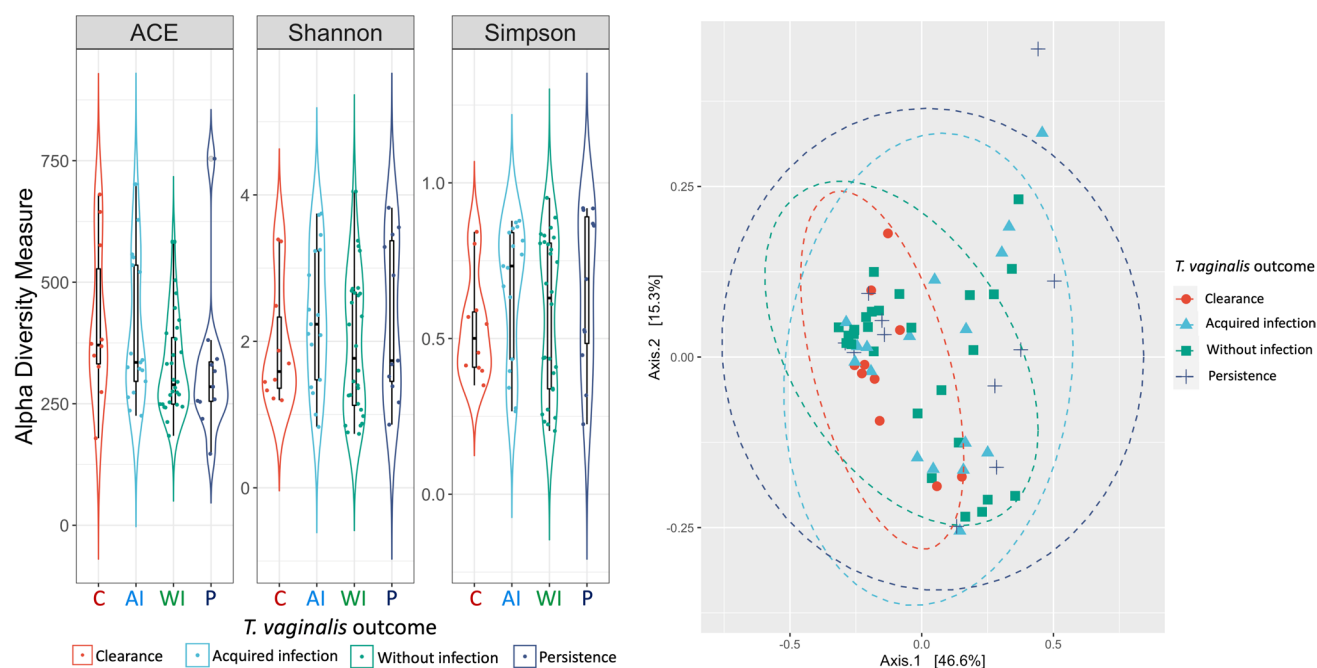 ACE Shannon Simpson
Alpha Diversity Measure
750
500
250
0
4
2
0
1.0
0.5
0.0
C AI WI P C AI WI P C AI WI P
T. vaginalis outcome
Clearance Acquired infection Without infection Persistence
Axis.2 [15.3%]
0.25
0.00
-0.25
-0.5 0.0 0.5
Axis.1 [46.6%]
T. vaginalis outcome
Clearance
Acquired infection
Without infection
Persistence